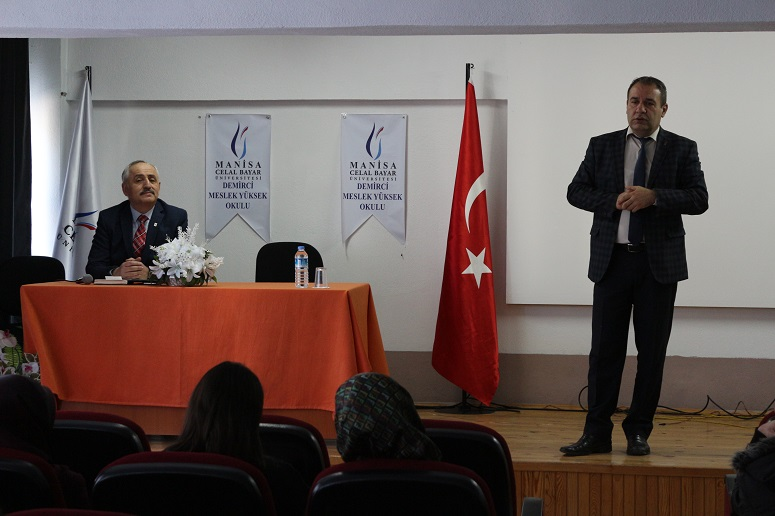 MANİSA
CELAL BAYAR
ÜNİVERSİTESİ
DEMİRCİ
MESLEK YÜKSEK
OKULU
MANİSA
CELAL BAYAR
ÜNİVERSİTESİ
DEMİRCİ
MESLEK YÜKSEK
OKULU